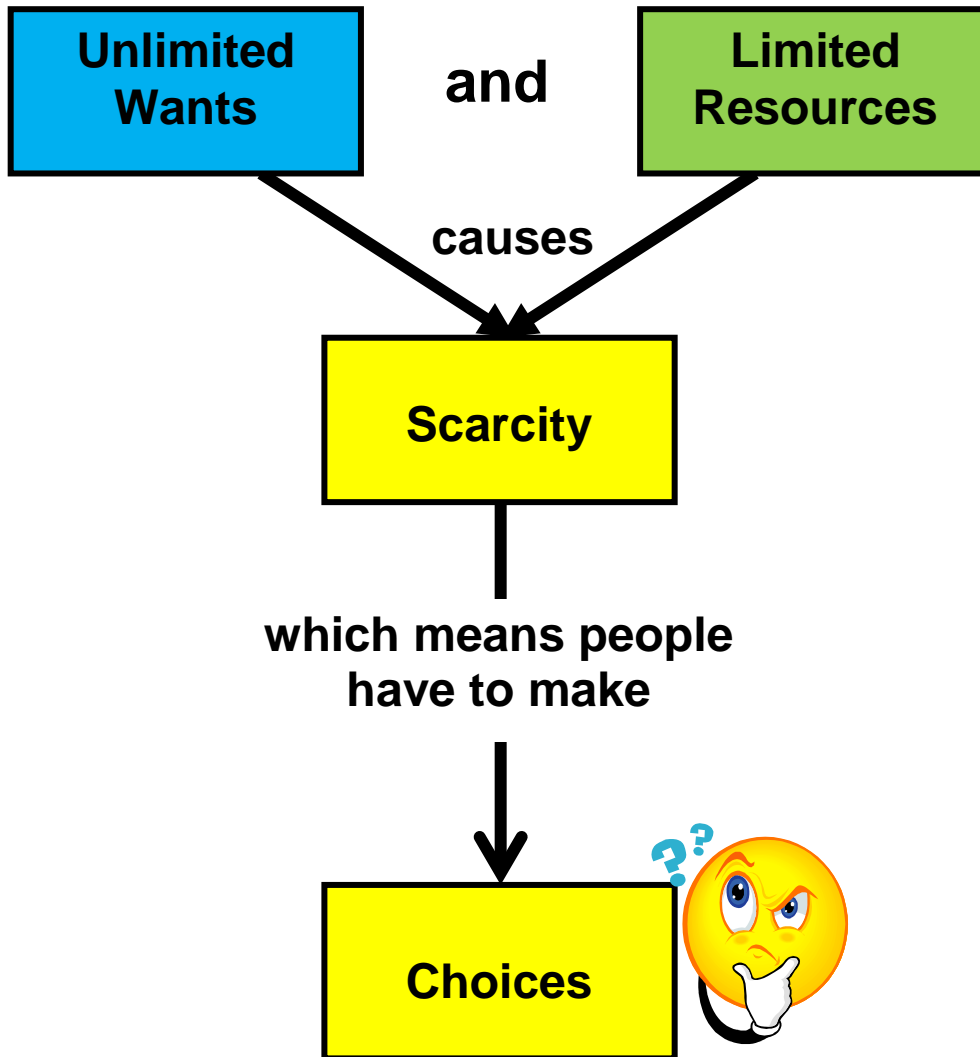 Unlimited
Wants
and
Limited
Resources
causes
Scarcity
which means people
have to make
??
Choices